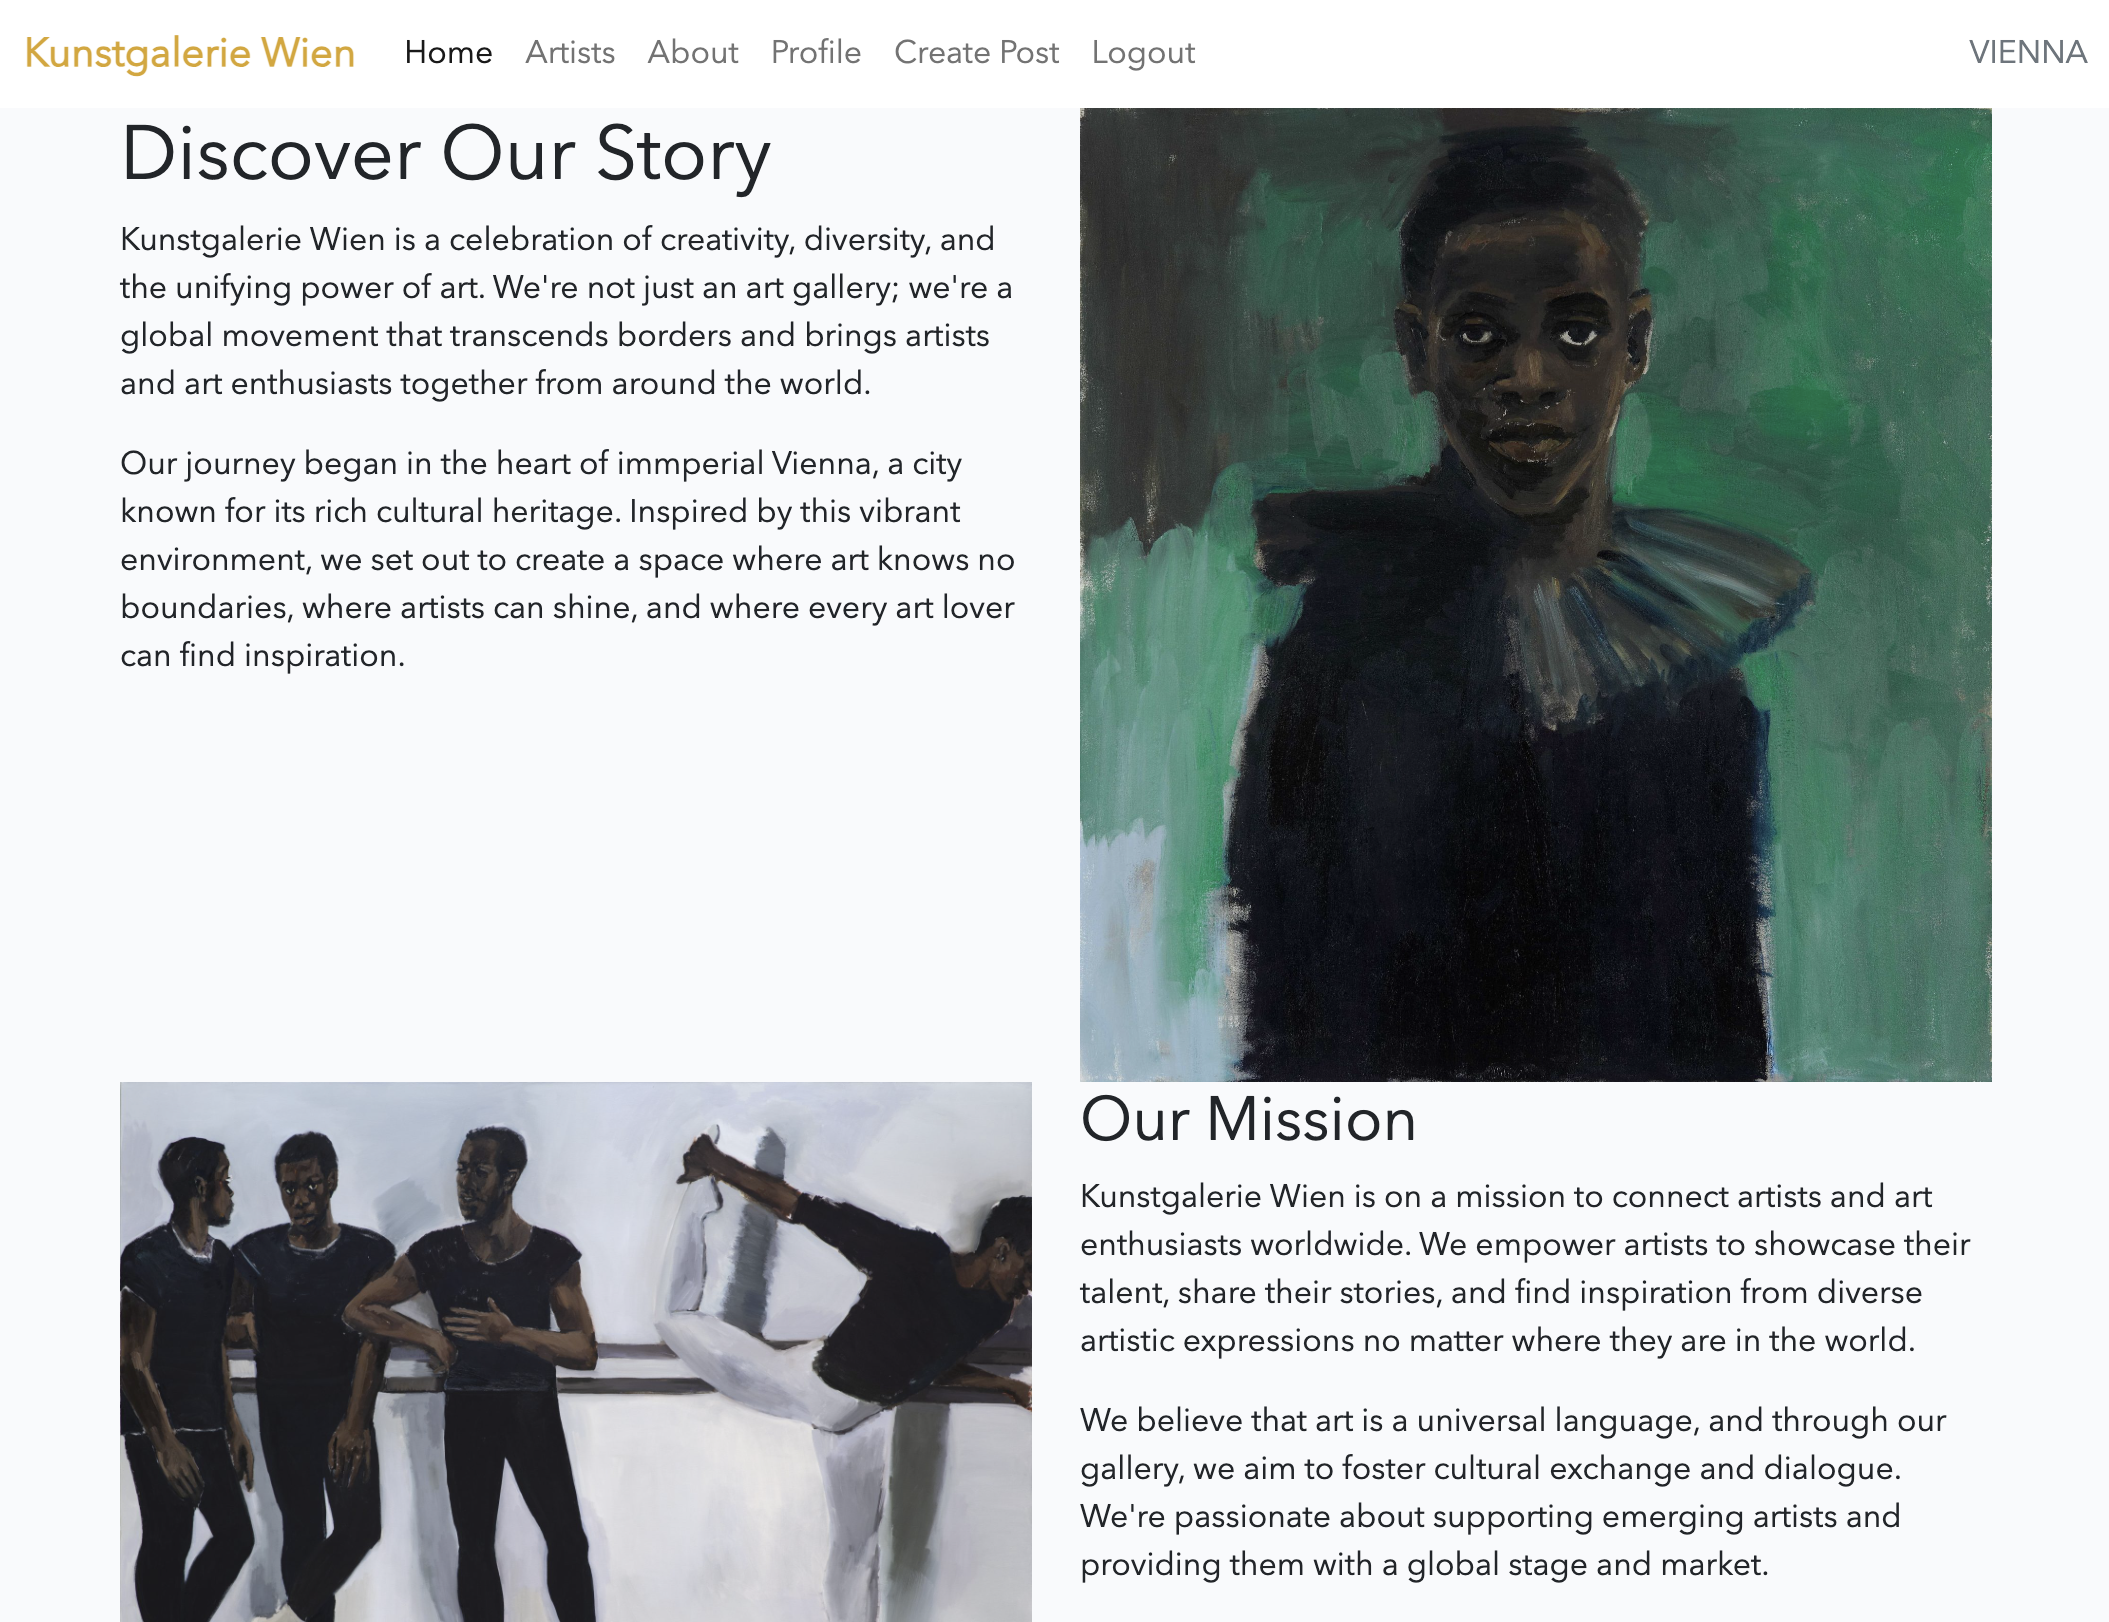 Kunstgalerie Wien Home Artists About Profile Create Post Logout VIENNA
Discover Our Story
Kunstgalerie Wien is a celebration of creativity, diversity, and
the unifying power of art. We're not just an art gallery; we're a
global movement that transcends borders and brings artists
and art enthusiasts together from around the world.
Our journey began in the heart of immperial Vienna, a city
known for its rich cultural heritage. Inspired by this vibrant
environment, we set out to create a space where art knows no
boundaries, where artists can shine, and where every art lover
can find inspiration.
Our Mission
Kunstgalerie Wien is on a mission to connect artists and art
enthusiasts worldwide. We empower artists to showcase their
talent, share their stories, and find inspiration from diverse
artistic expressions no matter where they are in the world.
We believe that art is a universal language, and through our
gallery, we aim to foster cultural exchange and dialogue.
We're passionate about supporting emerging artists and
providing them with a global stage and market.